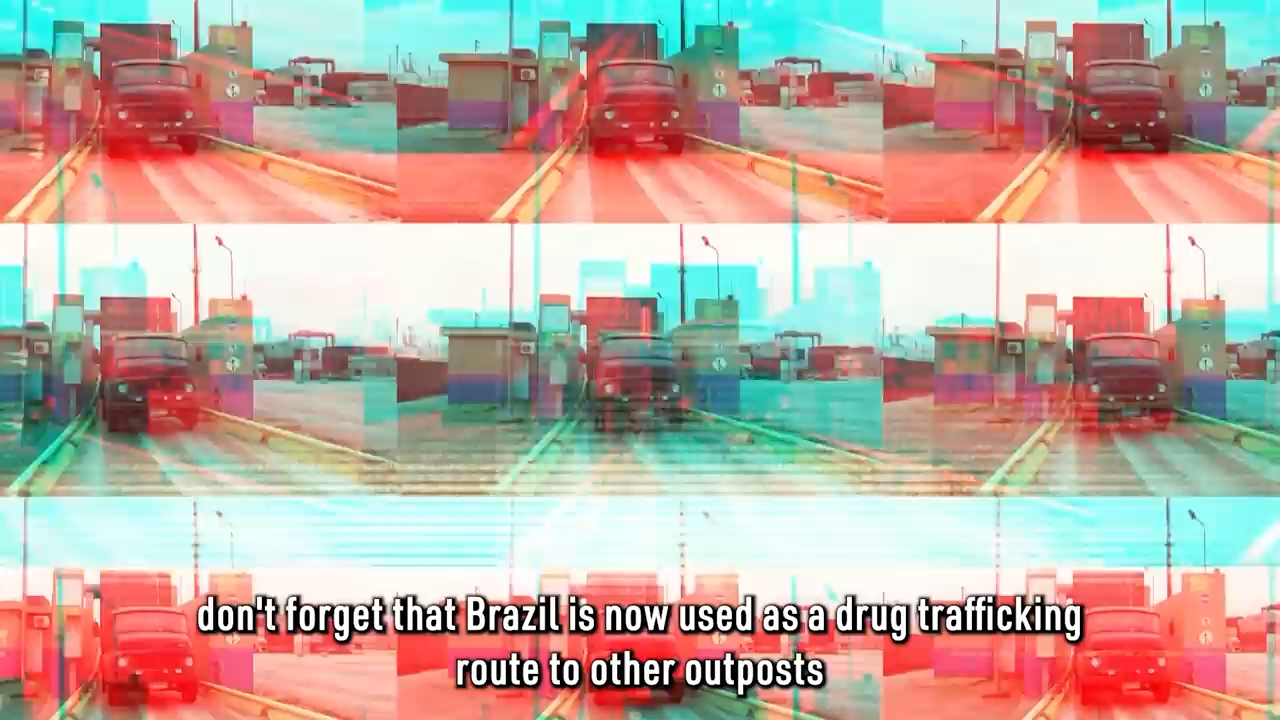 don't forget that Brazil is now used as a drug trafficking
route to other outposts